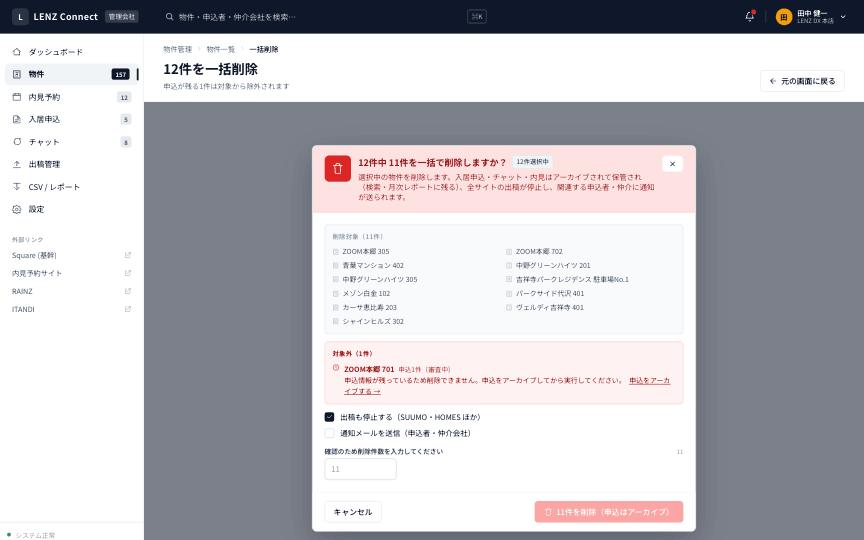 L LENZ Connect 管理会社
物件・申込者・仲介会社を検索…
⌘K
田 田中 健一
LENZ DX 本店
ダッシュボード
物件 157
内見予約 12
入居申込 5
チャット 8
出稿管理
CSV / レポート
設定
外部リンク
Square (基幹)
内見予約サイト
RAINZ
ITANDI
システム正常
物件管理 › 物件一覧 › 一括削除
12件を一括削除
申込が残る1件は対象から除外されます
← 元の画面に戻る
12件中 11件を一括で削除しますか？ 12件選択中
選択中の物件を削除します。入居申込・チャット・内見はアーカイブされて保管され
（検索・月次レポートに残る）、全サイトの出稿が停止し、関連する申込者・仲介に通知
が送られます。
削除対象（11件）
ZOOM本郷 305
ZOOM本郷 702
青葉マンション 402
中野グリーンハイツ 201
中野グリーンハイツ 305
吉祥寺パークレジデンス 駐車場No.1
メゾン白金 102
パークサイド代沢 401
カーサ恵比寿 203
ヴェルディ吉祥寺 401
シャインヒルズ 302
対象外（1件）
ZOOM本郷 701 申込1件（審査中）
申込情報が残っているため削除できません。申込をアーカイブしてから実行してください。 申込をアーカ
イブする →
出稿も停止する（SUUMO・HOMES ほか）
通知メールを送信（申込者・仲介会社）
確認のため削除件数を入力してください
11
11
キャンセル
11件を削除（申込はアーカイブ）